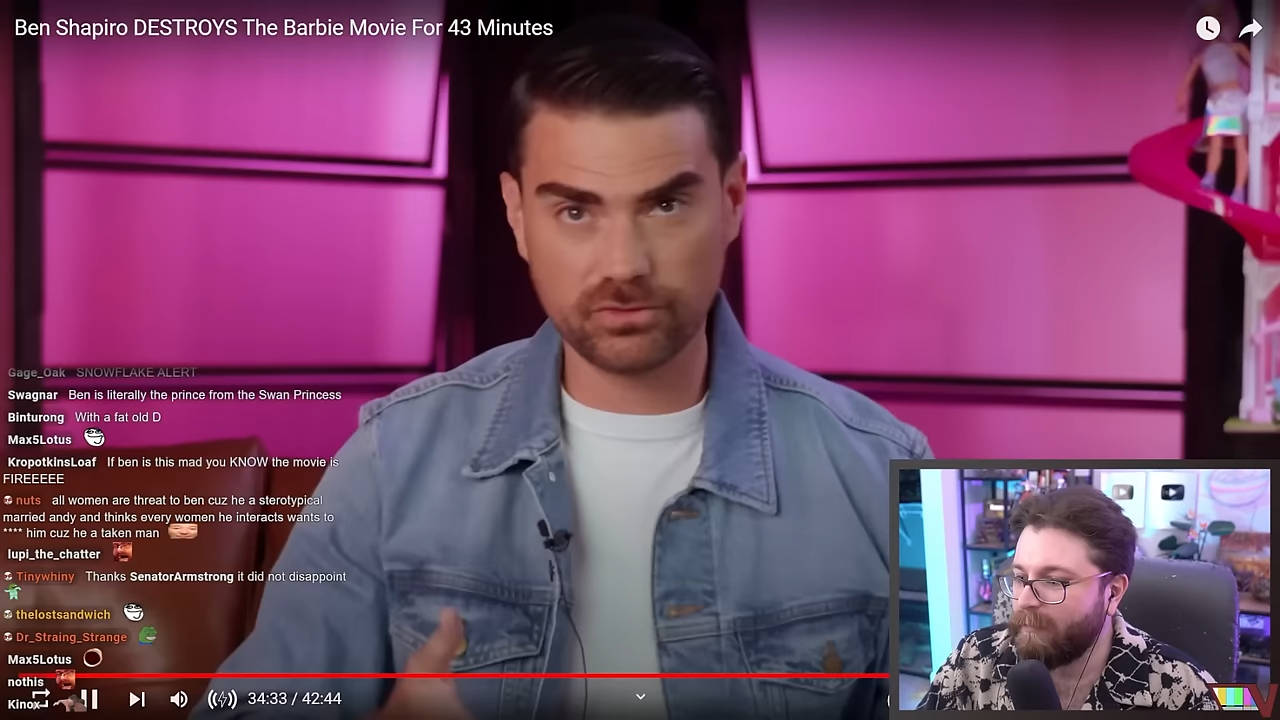 Ben Shapiro DESTROYS The Barbie Movie For 43 Minutes
Gage_Oak SNOWFLAKE ALERT
Swagnar Ben is literally the prince from the Swan Princess
Binturong With a fat old D
Max5Lotus
KropotkinsLoaf If ben is this mad you KNOW the movie is
FIREEEEE
nuts all women are threat to ben cuz he a sterotypical
married andy and thinks every women he interacts wants to
**** him cuz he a taken man
lupi_the_chatter
Tinywhiny Thanks SenatorArmstrong it did not disappoint
thelostsandwich
Dr_Straing_Strange
Max5Lotus
nothis
Kinox
34:33 / 42:44
TV